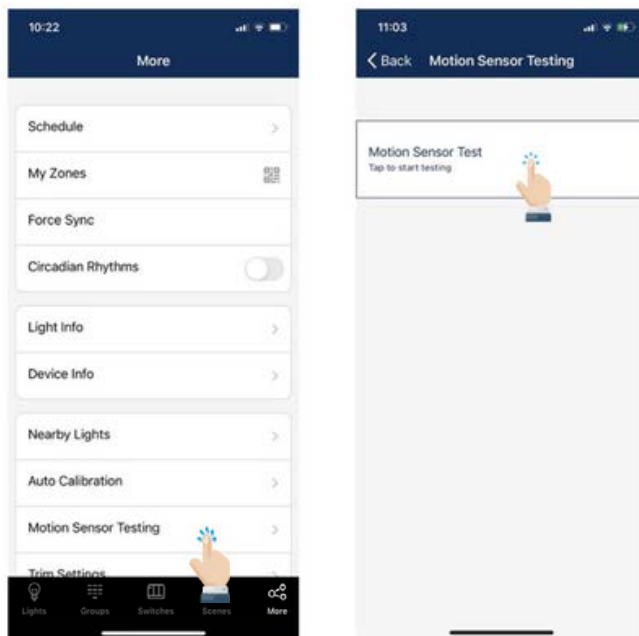 10:22
More
Schedule
My Zones
Force Sync
Circadian Rhythms
Light Info
Device Info
Nearby Lights
Auto Calibration
Motion Sensor Testing
Trim Settings
Lights Groups Switches Scenes More
11:03
Back Motion Sensor Testing
Motion Sensor Test
Tap to start testing